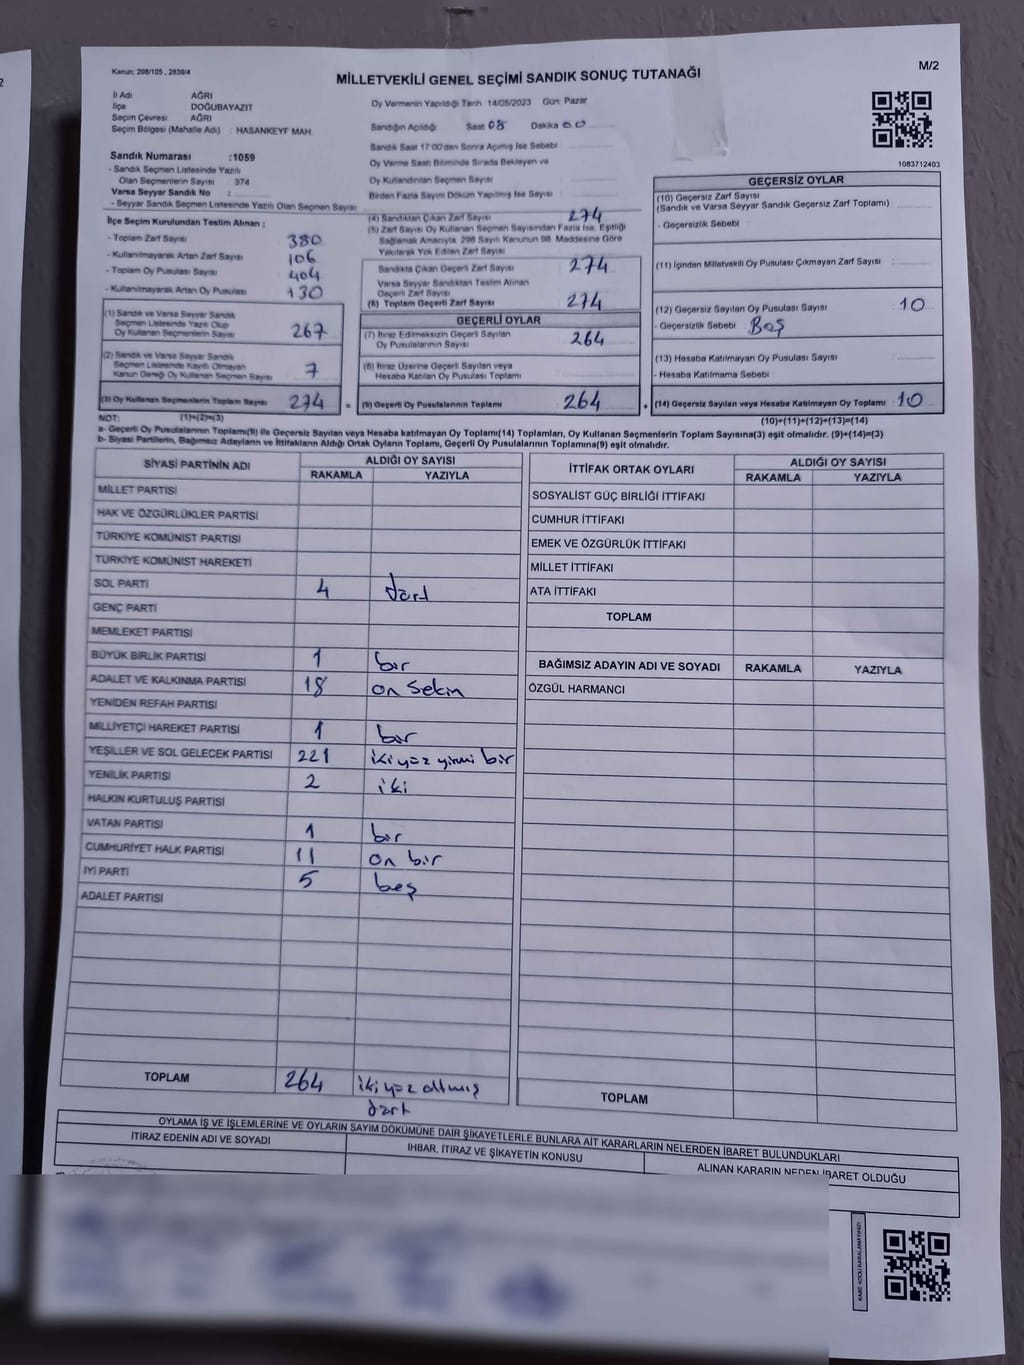 Kanun: 298/105 , 2839/4
MİLLETVEKİLİ GENEL SEÇİMİ SANDIK SONUÇ TUTANAĞI
M/2
İl Adı AĞRI
İlçe : DOĞUBAYAZIT
Seçim Çevresi : AĞRI
Seçim Bölgesi (Mahalle Adı) : HASANKEYF MAH.
Sandık Numarası :1059
- Sandık Seçmen Listesinde Yazılı
Olan Seçmenlerin Sayısı : 374
Varsa Seyyar Sandık No :
- Seyyar Sandık Seçmen Listesinde Yazılı Olan Seçmen Sayısı
Oy Vermenin Yapıldığı Tarih :14/05/2023 Gün: Pazar
Sandığın Açıldığı Saat 08 Dakika 00
Sandık Saat 17:00'den Sonra Açılmış İse Sebebi
Oy Verme Saati Bitiminde Sırada Bekleyen ve
Oy Kullandırılan Seçmen Sayısı
Birden Fazla Sayım Döküm Yapılmış İse Sayısı
1083712403
İlçe Seçim Kurulundan Teslim Alınan ;
- Toplam Zarf Sayısı 380
- Kullanılmayarak Artan Zarf Sayısı 106
- Toplam Oy Pusulası Sayısı 404
- Kullanılmayarak Artan Oy Pusulası 130
(1) Sandık ve Varsa Seyyar Sandık
Seçmen Listesinde Yazılı Olup
Oy Kullanan Seçmenlerin Sayısı 267
(2) Sandık ve Varsa Seyyar Sandık
Seçmen Listesinde Kayıtlı Olmayan
Kanun Gereği Oy Kullanan Seçmen Sayısı 7
(3) Oy Kullanan Seçmenlerin Toplam Sayısı 274 =
(4) Sandıktan Çıkan Zarf Sayısı 274
(5) Zarf Sayısı Oy Kullanan Seçmen Sayısından Fazla İse, Eşitliği
Sağlamak Amacıyla, 298 Sayılı Kanunun 98. Maddesine Göre
Yakılarak Yok Edilen Zarf Sayısı
Sandıkta Çıkan Geçerli Zarf Sayısı 274
Varsa Seyyar Sandıktan Teslim Alınan
Geçerli Zarf Sayısı
(6) Toplam Geçerli Zarf Sayısı 274
GEÇERLİ OYLAR
(7) İtiraz Edilmeksizin Geçerli Sayılan
Oy Pusulalarının Sayısı 264
(8) İtiraz Üzerine Geçerli Sayılan veya
Hesaba Katılan Oy Pusulası Toplamı
(9) Geçerli Oy Pusulalarının Toplamı 264 +
GEÇERSİZ OYLAR
(10) Geçersiz Zarf Sayısı
(Sandık ve Varsa Seyyar Sandık Geçersiz Zarf Toplamı)
- Geçersizlik Sebebi
(11) İçinden Milletvekili Oy Pusulası Çıkmayan Zarf Sayısı :
(12) Geçersiz Sayılan Oy Pusulası Sayısı : 10
Geçersizlik Sebebi : Boş
(13) Hesaba Katılmayan Oy Pusulası Sayısı
- Hesaba Katılmama Sebebi
(14) Geçersiz Sayılan veya Hesaba Katılmayan Oy Toplamı : 10
NOT: (1)+(2)=(3)
(10)+(11)+(12)+(13)=(14)
a- Geçerli Oy Pusulalarının Toplamı(9) ile Geçersiz Sayılan veya Hesaba katılmayan Oy Toplamı(14) Toplamları, Oy Kullanan Seçmenlerin Toplam Sayısına(3) eşit olmalıdır. (9)+(14)=(3)
b- Siyasi Partilerin, Bağımsız Adayların ve İttifakların Aldığı Ortak Oyların Toplamı, Geçerli Oy Pusulalarının Toplamına(9) eşit olmalıdır.
SİYASİ PARTİNİN ADI ALDIĞI OY SAYISI
RAKAMLA YAZIYLA
MİLLET PARTİSİ
HAK VE ÖZGÜRLÜKLER PARTİSİ
TÜRKİYE KOMÜNİST PARTİSİ
TÜRKİYE KOMÜNİST HAREKETİ
SOL PARTİ 4 dört
GENÇ PARTİ
MEMLEKET PARTİSİ
BÜYÜK BİRLİK PARTİSİ 1 bir
ADALET VE KALKINMA PARTİSİ 18 on sekiz
YENİDEN REFAH PARTİSİ
MİLLİYETÇİ HAREKET PARTİSİ 1 bir
YEŞİLLER VE SOL GELECEK PARTİSİ 221 iki yüz yirmi bir
YENİLİK PARTİSİ 2 iki
HALKIN KURTULUŞ PARTİSİ
VATAN PARTİSİ 1 bir
CUMHURİYET HALK PARTİSİ 11 on bir
İYİ PARTİ 5 beş
ADALET PARTİSİ
TOPLAM 264 iki yüz altmış
dört
İTTİFAK ORTAK OYLARI ALDIĞI OY SAYISI
RAKAMLA YAZIYLA
SOSYALİST GÜÇ BİRLİĞİ İTTİFAKI
CUMHUR İTTİFAKI
EMEK VE ÖZGÜRLÜK İTTİFAKI
MİLLET İTTİFAKI
ATA İTTİFAKI
TOPLAM
BAĞIMSIZ ADAYIN ADI VE SOYADI RAKAMLA YAZIYLA
ÖZGÜL HARMANCI
TOPLAM
OYLAMA İŞ VE İŞLEMLERİNE VE OYLARIN SAYIM DÖKÜMÜNE DAİR ŞİKAYETLERLE BUNLARA AİT KARARLARIN NELERDEN İBARET BULUNDUKLARI
İTİRAZ EDENİN ADI VE SOYADI İHBAR, İTİRAZ VE ŞİKAYETİN KONUSU ALINAN KARARIN NEDEN İBARET OLDUĞU
KARE KODU KARALAMAYINIZ!